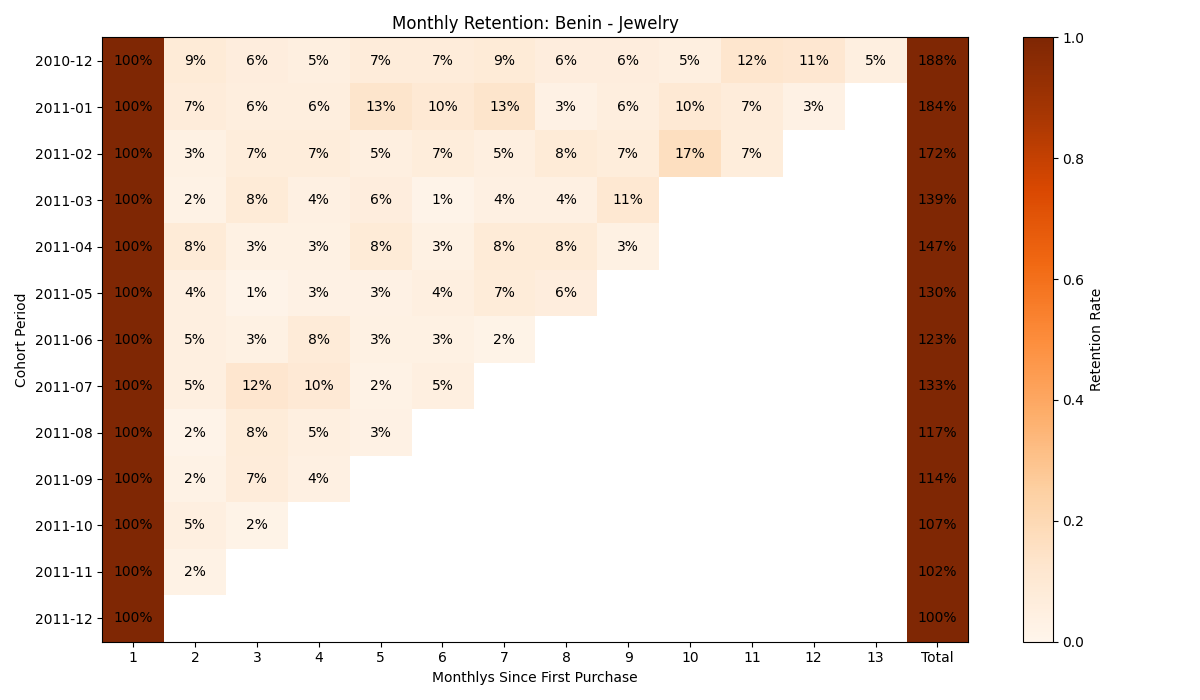 Monthly Retention: Benin - Jewelry
2010-12 100% 9% 6% 5% 7% 7% 9% 6% 6% 5% 12% 11% 5% 188%
2011-01 100% 7% 6% 6% 13% 10% 13% 3% 6% 10% 7% 3% 184%
2011-02 100% 3% 7% 7% 5% 7% 5% 8% 7% 17% 7% 172%
2011-03 100% 2% 8% 4% 6% 1% 4% 4% 11% 139%
2011-04 100% 8% 3% 3% 8% 3% 8% 8% 3% 147%
2011-05 100% 4% 1% 3% 3% 4% 7% 6% 130%
2011-06 100% 5% 3% 8% 3% 3% 2% 123%
2011-07 100% 5% 12% 10% 2% 5% 133%
2011-08 100% 2% 8% 5% 3% 117%
2011-09 100% 2% 7% 4% 114%
2011-10 100% 5% 2% 107%
2011-11 100% 2% 102%
2011-12 100% 100%
1 2 3 4 5 6 7 8 9 10 11 12 13 Total
Monthlys Since First Purchase
Cohort Period
1.0
0.8
0.6
0.4
0.2
0.0
Retention Rate